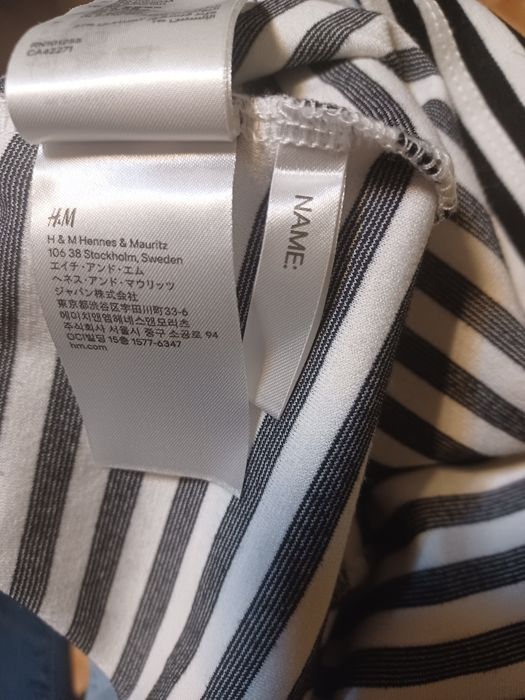 RN101255
CA42271
H&M
H & M Hennes & Mauritz
106 38 Stockholm, Sweden
エイチ・アンド・エム
ヘネス・アンド・マウリッツ
ジャパン株式会社
東京都渋谷区宇田川町33-6
에이치앤엠헤네스앤모리츠
주식회사 서울시 중구 소공로 94
OCI빌딩 15층 1577-6347
hm.com
NAME: